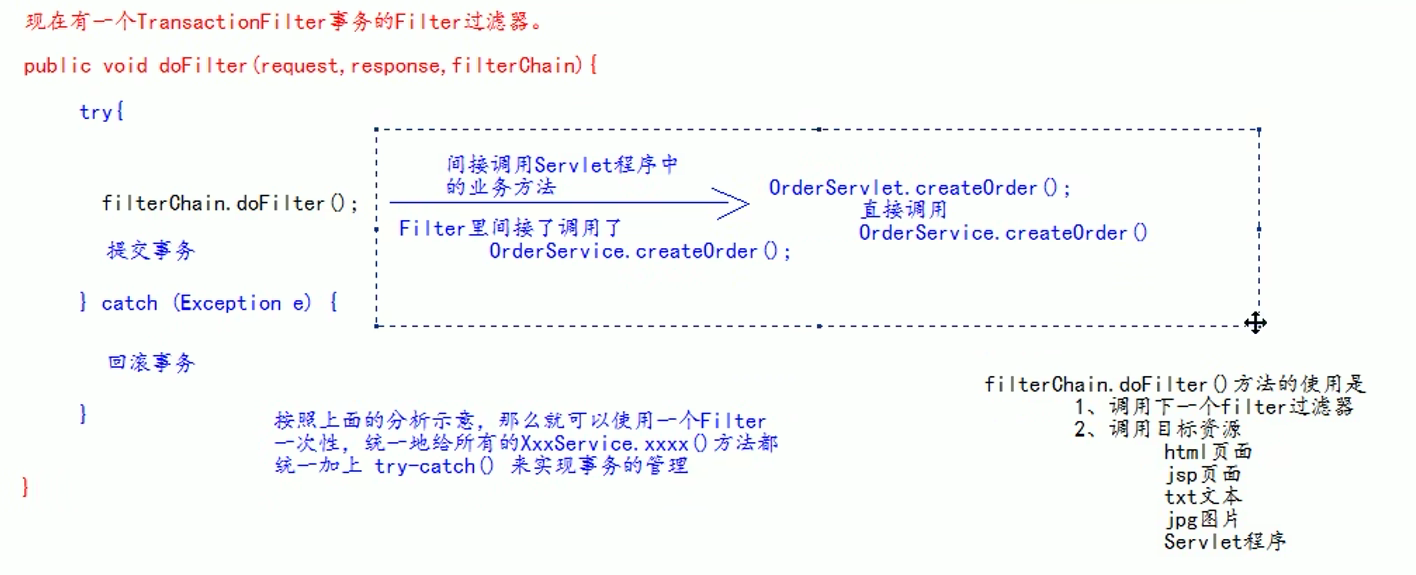 现在有一个TransactionFilter事务的Filter过滤器。
public void doFilter(request,response,filterChain){
try{
间接调用Servlet程序中
的业务方法
filterChain.doFilter();
Filter里间接了调用了
OrderService.createOrder();
OrderServlet.createOrder();
直接调用
OrderService.createOrder()
提交事务
} catch (Exception e) {
回滚事务
}
按照上面的分析示意，那么就可以使用一个Filter
一次性，统一地给所有的XxxService.xxxx()方法都
统一加上 try-catch() 来实现事务的管理
}
filterChain.doFilter()方法的使用是
1、调用下一个filter过滤器
2、调用目标资源
html页面
jsp页面
txt文本
jpg图片
Servlet程序